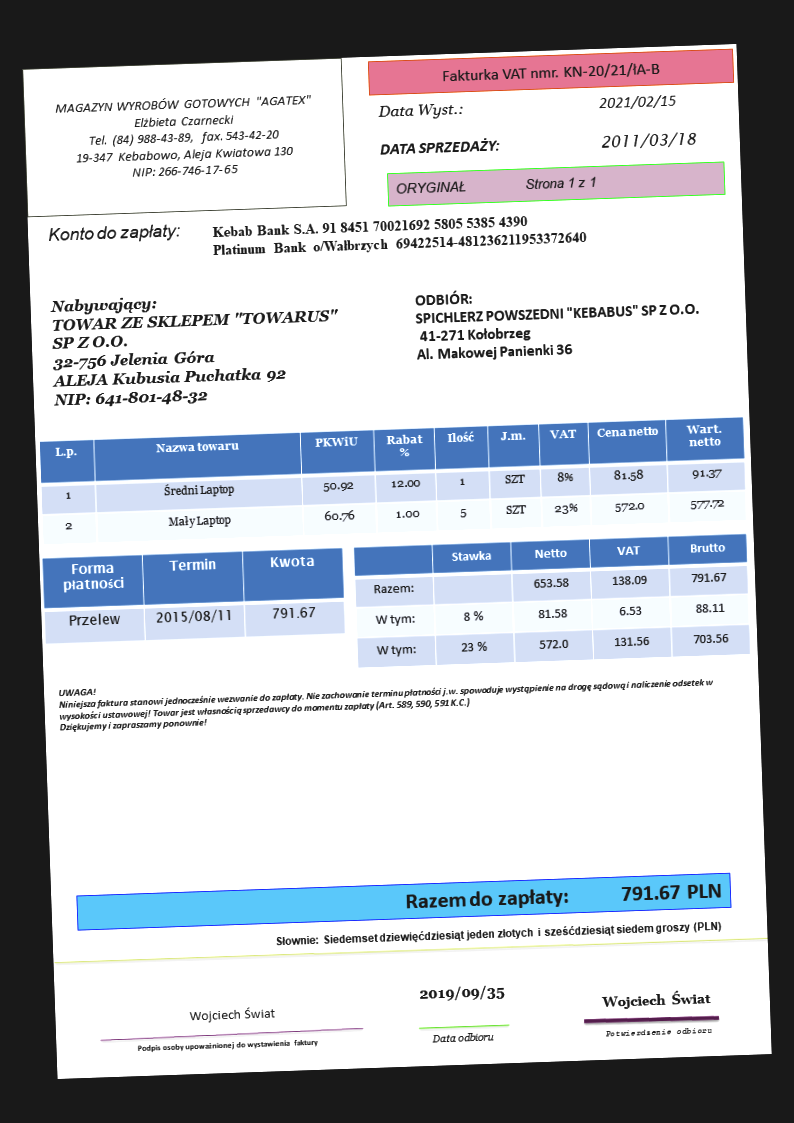 MAGAZYN WYROBÓW GOTOWYCH "AGATEX"
Elżbieta Czarnecki
Tel. (84) 988-43-89, fax. 543-42-20
19-347 Kebabowo, Aleja Kwiatowa 130
NIP: 266-746-17-65
Fakturka VAT nmr. KN-20/21/IA-B
Data Wyst.: 2021/02/15
DATA SPRZEDAŻY: 2011/03/18
ORYGINAŁ Strona 1 z 1
Konto do zapłaty: Kebab Bank S.A. 91 8451 70021692 5805 5385 4390
Platinum Bank o/Wałbrzych 69422514-481236211953372640
Nabywający:
TOWAR ZE SKLEPEM "TOWARUS"
SP Z O.O.
32-756 Jelenia Góra
ALEJA Kubusia Puchatka 92
NIP: 641-801-48-32
ODBIÓR:
SPICHLERZ POWSZEDNI "KEBABUS" SP Z O.O.
41-271 Kołobrzeg
Al. Makowej Panienki 36
L.p. Nazwa towaru PKWiU Rabat % Ilość J.m. VAT Cena netto Wart. netto
1 Średni Laptop 50.92 12.00 1 SZT 8% 81.58 91.37
2 Mały Laptop 60.76 1.00 5 SZT 23% 572.0 577.72
Forma płatności Termin Kwota
Przelew 2015/08/11 791.67
Stawka Netto VAT Brutto
Razem: 653.58 138.09 791.67
W tym: 8 % 81.58 6.53 88.11
W tym: 23 % 572.0 131.56 703.56
UWAGA!
Niniejsza faktura stanowi jednocześnie wezwanie do zapłaty. Nie zachowanie terminu płatności j.w. spowoduje wystąpienie na drogę sądową i naliczenie odsetek w
wysokości ustawowej! Towar jest własnością sprzedawcy do momentu zapłaty (Art. 589, 590, 591 K.C.)
Dziękujemy i zapraszamy ponownie!
Razem do zapłaty: 791.67 PLN
Słownie: Siedemset dziewięćdziesiąt jeden złotych i sześćdziesiąt siedem groszy (PLN)
Wojciech Świat
Podpis osoby upoważnionej do wystawienia faktury
2019/09/35
Data odbioru
Wojciech Świat
Potwierdzenie odbioru